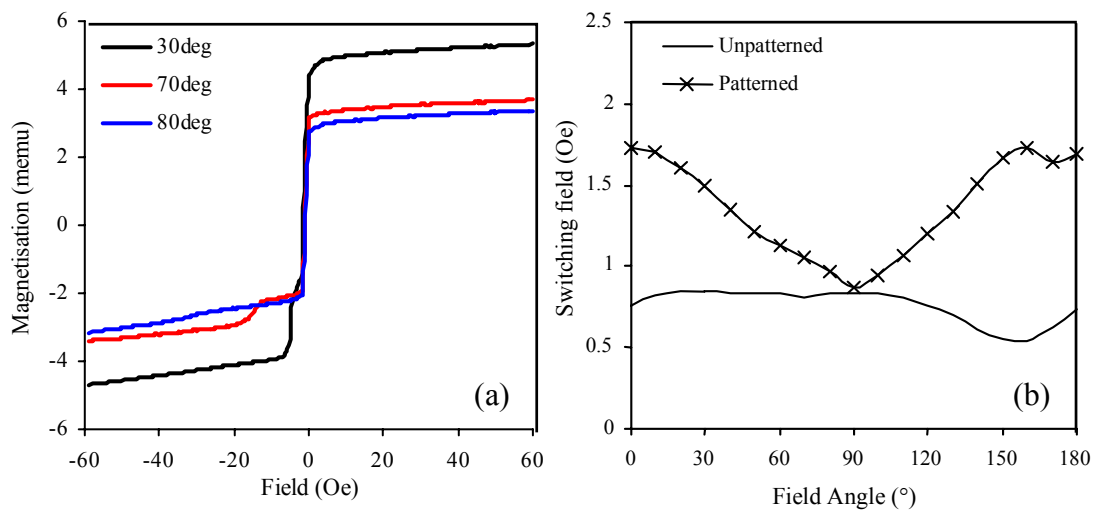 6
4
2
0
-2
-4
-6
Magnetisation (memu)
30deg
70deg
80deg
(a)
-60 -40 -20 0 20 40 60
Field (Oe)
2.5
2
1.5
1
0.5
0
Switching field (Oe)
Unpatterned
Patterned
(b)
0 30 60 90 120 150 180
Field Angle (°)